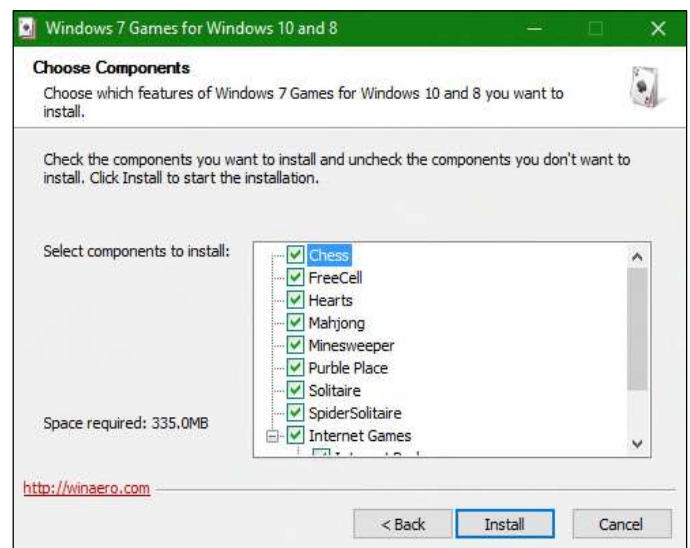 Windows 7 Games for Windows 10 and 8
Choose Components
Choose which features of Windows 7 Games for Windows 10 and 8 you want to
install.
Check the components you want to install and uncheck the components you don't want to
install. Click Install to start the installation.
Select components to install:
Chess
FreeCell
Hearts
Mahjong
Minesweeper
Purble Place
Solitaire
SpiderSolitaire
Internet Games
Space required: 335.0MB
http://winaero.com
< Back
Install
Cancel